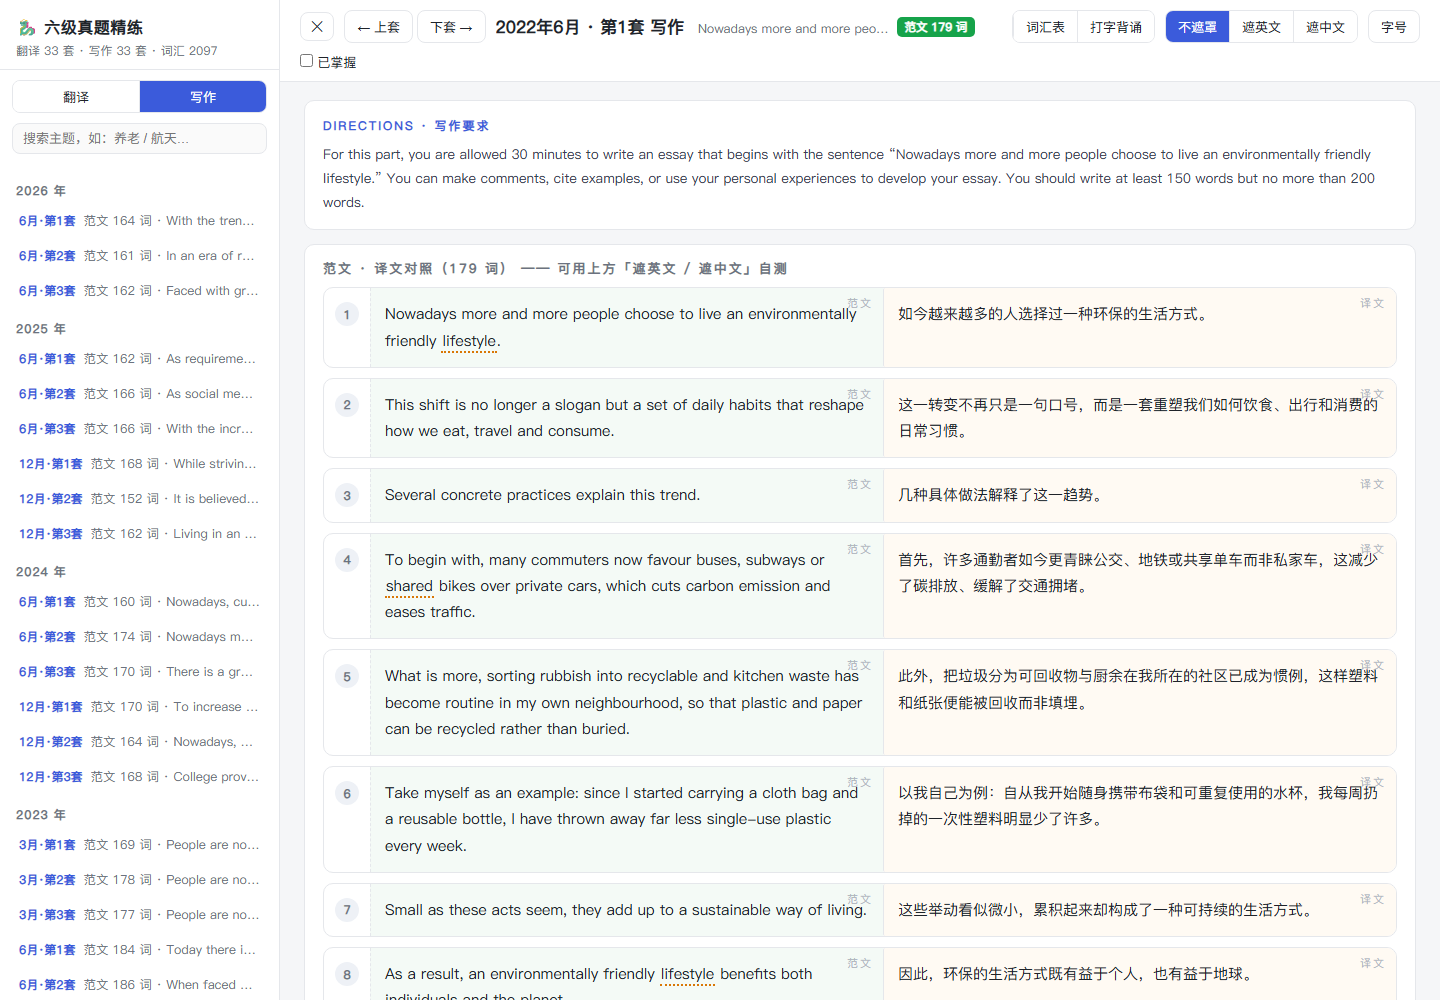 六级真题精练
翻译 33 套 · 写作 33 套 · 词汇 2097
翻译
写作
搜索主题，如：养老 / 航天…
2026 年
6月·第1套 范文 164 词 · With the tren…
6月·第2套 范文 161 词 · In an era of r…
6月·第3套 范文 162 词 · Faced with gr…
2025 年
6月·第1套 范文 162 词 · As requireme…
6月·第2套 范文 166 词 · As social me…
6月·第3套 范文 166 词 · With the incr…
12月·第1套 范文 168 词 · While strivin…
12月·第2套 范文 152 词 · It is believed…
12月·第3套 范文 162 词 · Living in an …
2024 年
6月·第1套 范文 160 词 · Nowadays, cu…
6月·第2套 范文 174 词 · Nowadays m…
6月·第3套 范文 170 词 · There is a gr…
12月·第1套 范文 170 词 · To increase …
12月·第2套 范文 164 词 · Nowadays, …
12月·第3套 范文 168 词 · College prov…
2023 年
3月·第1套 范文 169 词 · People are no…
3月·第2套 范文 178 词 · People are no…
3月·第3套 范文 177 词 · People are no…
6月·第1套 范文 184 词 · Today there i…
6月·第2套 范文 186 词 · When faced …
← 上套
下套 →
2022年6月 · 第1套 写作
Nowadays more and more peo…
范文 179 词
词汇表
打字背诵
不遮罩
遮英文
遮中文
字号
已掌握
DIRECTIONS · 写作要求
For this part, you are allowed 30 minutes to write an essay that begins with the sentence “Nowadays more and more people choose to live an environmentally friendly
lifestyle.” You can make comments, cite examples, or use your personal experiences to develop your essay. You should write at least 150 words but no more than 200
words.
范文 · 译文对照（179 词） —— 可用上方「遮英文 / 遮中文」自测
1
范文
Nowadays more and more people choose to live an environmentally
friendly lifestyle.
译文
如今越来越多的人选择过一种环保的生活方式。
2
范文
This shift is no longer a slogan but a set of daily habits that reshape
how we eat, travel and consume.
译文
这一转变不再只是一句口号，而是一套重塑我们如何饮食、出行和消费的
日常习惯。
3
范文
Several concrete practices explain this trend.
译文
几种具体做法解释了这一趋势。
4
范文
To begin with, many commuters now favour buses, subways or
shared bikes over private cars, which cuts carbon emission and
eases traffic.
译文
首先，许多通勤者如今更青睐公交、地铁或共享单车而非私家车，这减少
了碳排放、缓解了交通拥堵。
5
范文
What is more, sorting rubbish into recyclable and kitchen waste has
become routine in my own neighbourhood, so that plastic and paper
can be recycled rather than buried.
译文
此外，把垃圾分为可回收物与厨余在我所在的社区已成为惯例，这样塑料
和纸张便能被回收而非填埋。
6
范文
Take myself as an example: since I started carrying a cloth bag and
a reusable bottle, I have thrown away far less single-use plastic
every week.
译文
以我自己为例：自从我开始随身携带布袋和可重复使用的水杯，我每周扔
掉的一次性塑料明显少了许多。
7
范文
Small as these acts seem, they add up to a sustainable way of living.
译文
这些举动看似微小，累积起来却构成了一种可持续的生活方式。
8
范文
As a result, an environmentally friendly lifestyle benefits both
individuals and the planet.
译文
因此，环保的生活方式既有益于个人，也有益于地球。